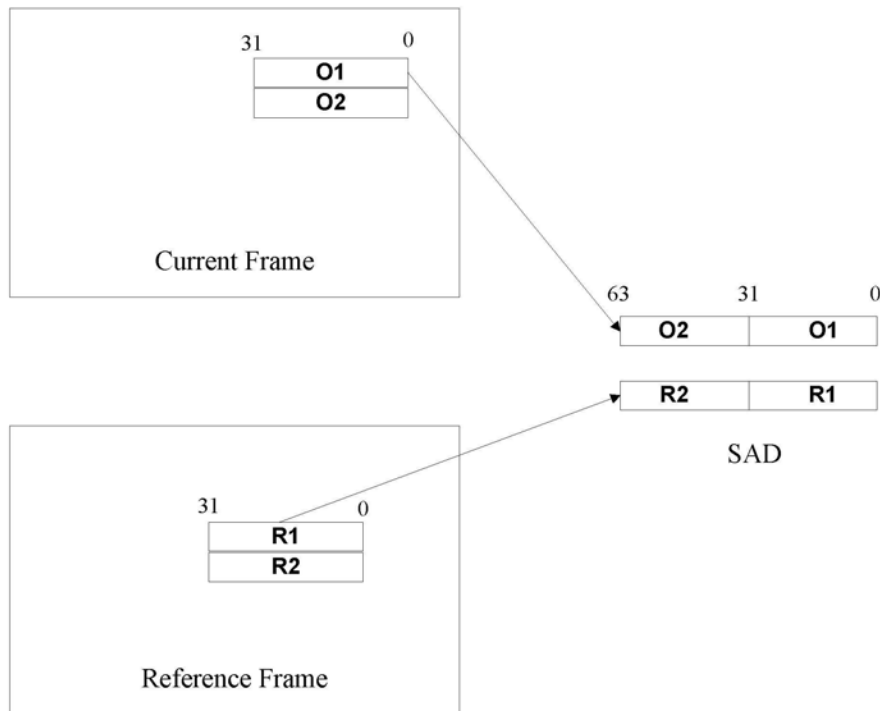 31 0
O1
O2
Current Frame
63 31 0
O2 O1
R2 R1
SAD
31 0
R1
R2
Reference Frame